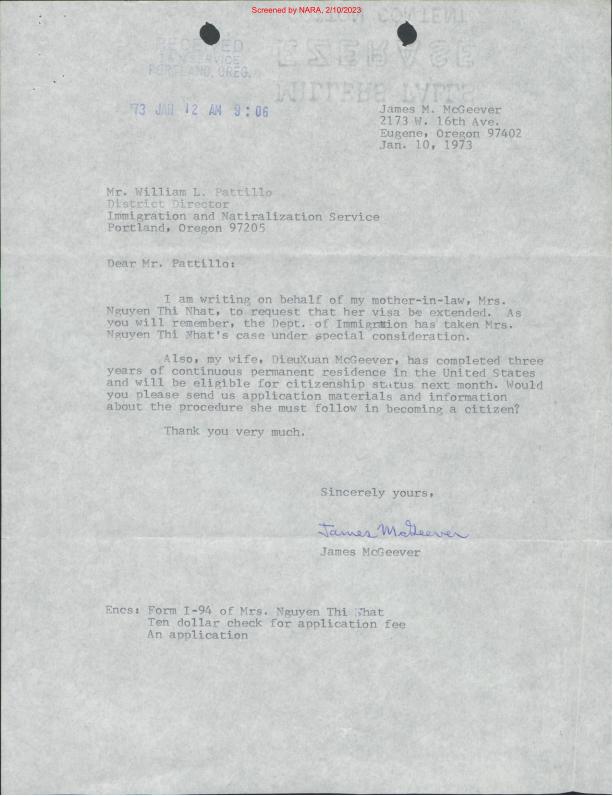 Screened by NARA, 2/10/2023
RECEIVED
I & N SERVICE
PORTLAND, OREG.
'73 JAN 12 AM 9:06
MILLERS FALLS
EZERASE
COTTON CONTENT
James M. McGeever
2173 W. 16th Ave.
Eugene, Oregon 97402
Jan. 10, 1973
Mr. William L. Pattillo
District Director
Immigration and Natiralization Service
Portland, Oregon 97205
Dear Mr. Pattillo:
I am writing on behalf of my mother-in-law, Mrs.
Nguyen Thi Nhat, to request that her visa be extended. As
you will remember, the Dept. of Immigration has taken Mrs.
Nguyen Thi Nhat's case under special consideration.
Also, my wife, DieuXuan McGeever, has completed three
years of continuous permanent residence in the United States
and will be eligible for citizenship status next month. Would
you please send us application materials and information
about the procedure she must follow in becoming a citizen?
Thank you very much.
Sincerely yours,
James McGeever
James McGeever
Encs: Form I-94 of Mrs. Nguyen Thi Nhat
Ten dollar check for application fee
An application